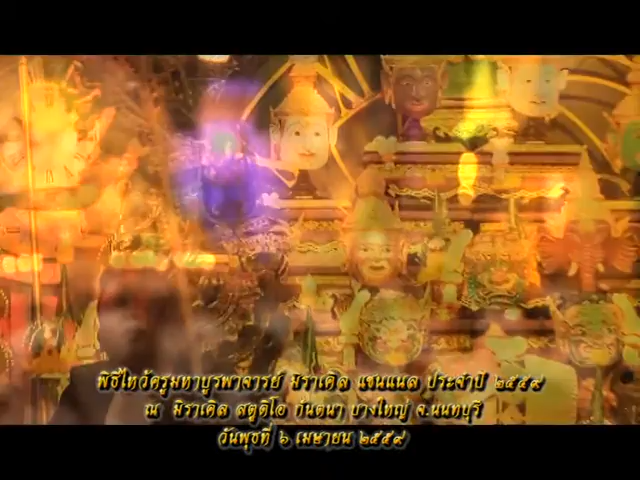 พิธีไหว้ครูมหาบูรพาจารย์ มิราเคิล แชนแนล ประจำปี ๒๕๕๙
ณ มิราเคิล สตูดิโอ กันตนา บางใหญ่ จ.นนทบุรี
วันพุธที่ ๖ เมษายน ๒๕๕๙